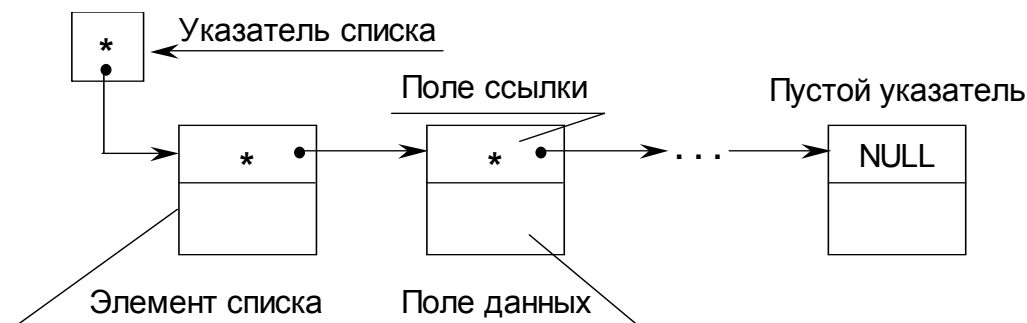 * Указатель списка
Поле ссылки
Пустой указатель
* * . . . NULL
Элемент списка Поле данных